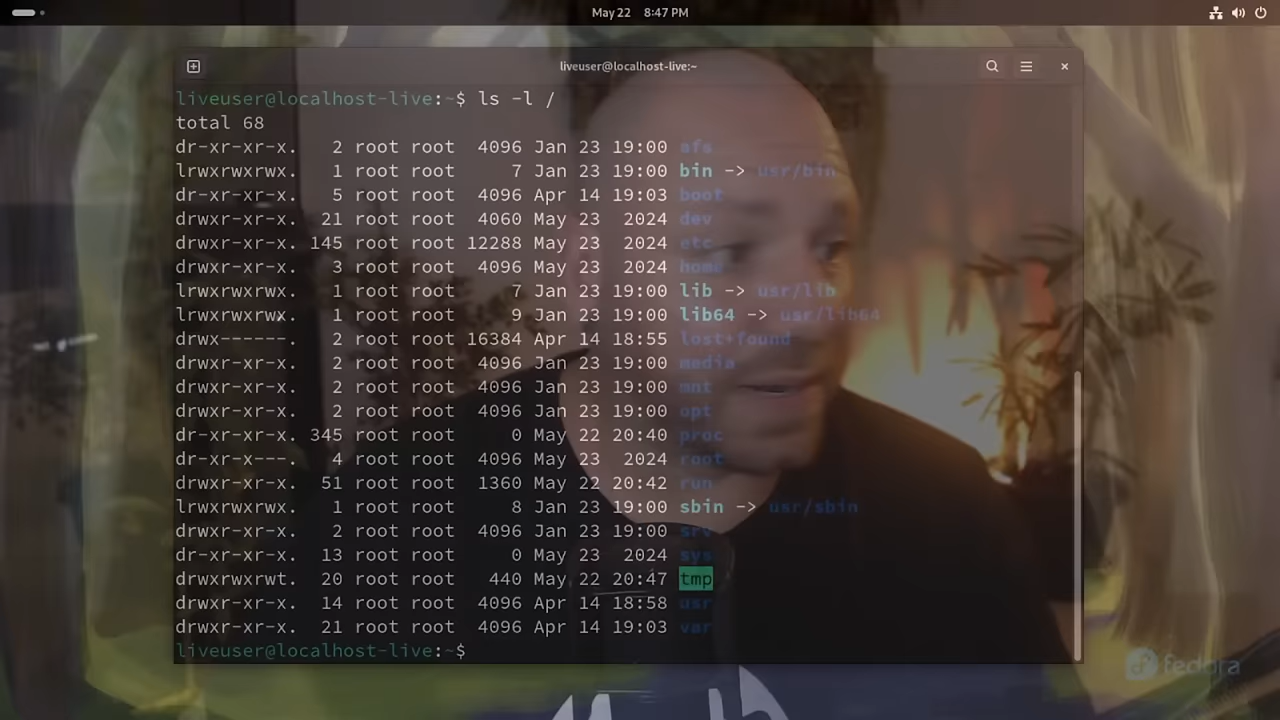 May 22 8:47 PM
liveuser@localhost-live:~
liveuser@localhost-live:~$ ls -l /
total 68
dr-xr-xr-x. 2 root root 4096 Jan 23 19:00 afs
lrwxrwxrwx. 1 root root 7 Jan 23 19:00 bin -> usr/bin
dr-xr-xr-x. 5 root root 4096 Apr 14 19:03 boot
drwxr-xr-x. 21 root root 4060 May 23 2024 dev
drwxr-xr-x. 145 root root 12288 May 23 2024 etc
drwxr-xr-x. 3 root root 4096 May 23 2024 home
lrwxrwxrwx. 1 root root 7 Jan 23 19:00 lib -> usr/lib
lrwxrwxrwx. 1 root root 9 Jan 23 19:00 lib64 -> usr/lib64
drwx------. 2 root root 16384 Apr 14 18:55 lost+found
drwxr-xr-x. 2 root root 4096 Jan 23 19:00 media
drwxr-xr-x. 2 root root 4096 Jan 23 19:00 mnt
drwxr-xr-x. 2 root root 4096 Jan 23 19:00 opt
dr-xr-xr-x. 345 root root 0 May 22 20:40 proc
dr-xr-x---. 4 root root 4096 May 23 2024 root
drwxr-xr-x. 51 root root 1360 May 22 20:42 run
lrwxrwxrwx. 1 root root 8 Jan 23 19:00 sbin -> usr/sbin
drwxr-xr-x. 2 root root 4096 Jan 23 19:00 srv
dr-xr-xr-x. 13 root root 0 May 23 2024 sys
drwxrwxrwt. 20 root root 440 May 22 20:47 tmp
drwxr-xr-x. 14 root root 4096 Apr 14 18:58 usr
drwxr-xr-x. 21 root root 4096 Apr 14 19:03 var
liveuser@localhost-live:~$
fedora